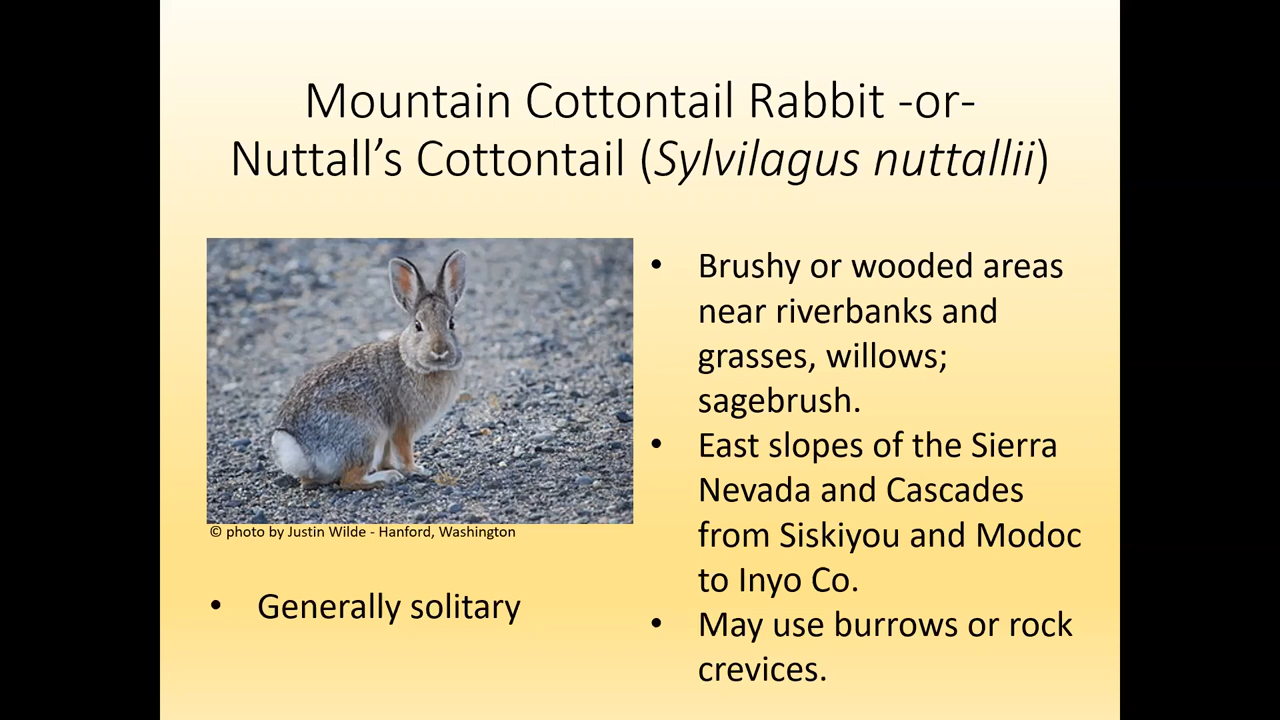 Mountain Cottontail Rabbit -or-
Nuttall’s Cottontail (Sylvilagus nuttallii)
© photo by Justin Wilde - Hanford, Washington
• Generally solitary
• Brushy or wooded areas
near riverbanks and
grasses, willows;
sagebrush.
• East slopes of the Sierra
Nevada and Cascades
from Siskiyou and Modoc
to Inyo Co.
• May use burrows or rock
crevices.